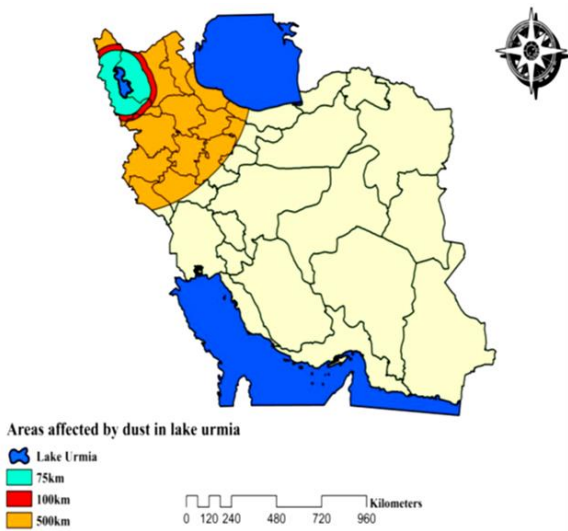 Areas affected by dust in lake urmia
Lake Urmia
75km
100km
500km
Kilometers
0 120 240 480 720 960